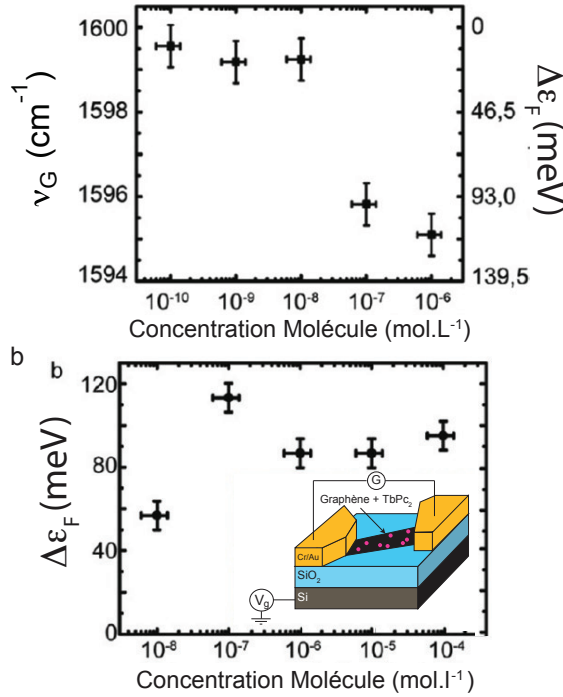 1600
1598
1596
1594
ν_G (cm⁻¹)
0
46,5
93,0
139,5
Δε_F (meV)
10⁻¹⁰ 10⁻⁹ 10⁻⁸ 10⁻⁷ 10⁻⁶
Concentration Molécule (mol.L⁻¹)
b b
120
80
40
0
Δε_F (meV)
G
Graphène + TbPc₂
Cr/Au
SiO₂
Si
V_g
10⁻⁸ 10⁻⁷ 10⁻⁶ 10⁻⁵ 10⁻⁴
Concentration Molécule (mol.l⁻¹)